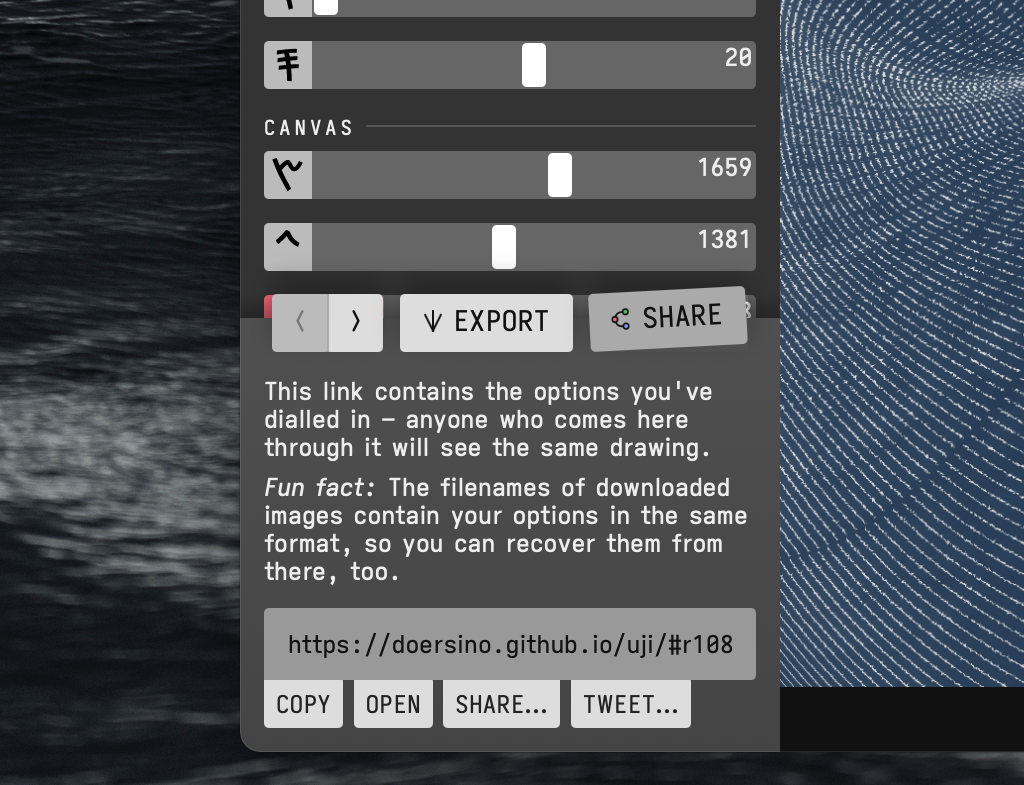 20
CANVAS
1659
1381
EXPORT
SHARE
This link contains the options you've
dialled in – anyone who comes here
through it will see the same drawing.
Fun fact: The filenames of downloaded
images contain your options in the same
format, so you can recover them from
there, too.
https://doersino.github.io/uji/#r108
COPY
OPEN
SHARE...
TWEET...